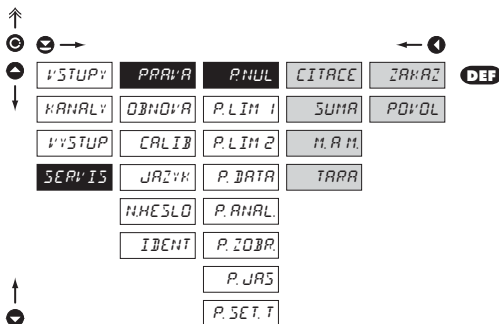 VSTUPY PRAVA P.NUL CITACE ZAKAZ DEF
KANALY OBNOVA P.LIM 1 SUMA POVOL
VYSTUP CALIB P.LIM 2 M.A.M.
SERVIS JAZYK P. DATA TARA
N.HESLO P. ANAL.
IDENT P. ZOBR.
P. JAS
P. SET. T